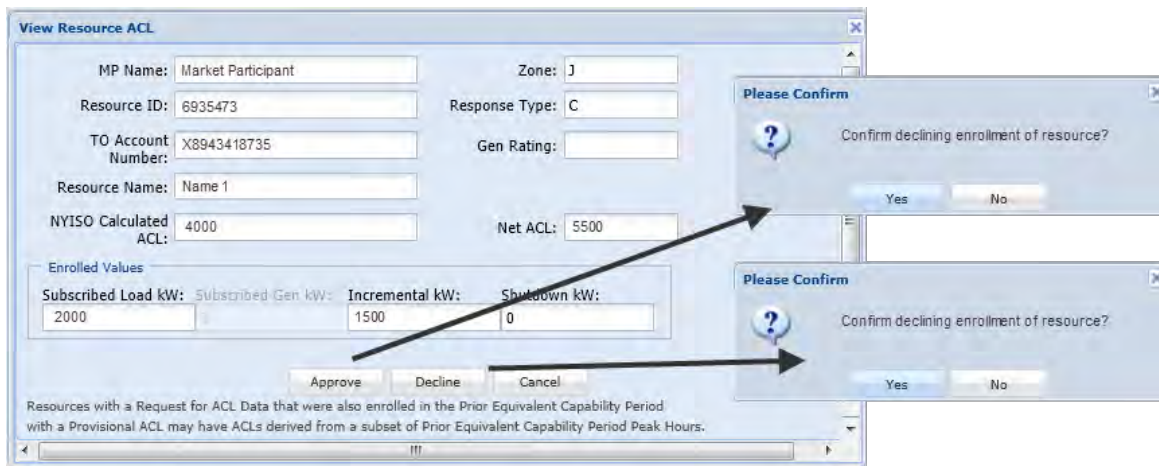 View Resource ACL
MP Name: Market Participant Zone: J
Resource ID: 6935473 Response Type: C
TO Account Number: X8943418735 Gen Rating:
Resource Name: Name 1
NYISO Calculated ACL: 4000 Net ACL: 5500
Enrolled Values
Subscribed Load kW: Subscribed Gen kW: Incremental kW: Shutdown kW:
2000 1500 0
Approve Decline Cancel
Resources with a Request for ACL Data that were also enrolled in the Prior Equivalent Capability Period
with a Provisional ACL may have ACLs derived from a subset of Prior Equivalent Capability Period Peak Hours.
Please Confirm
Confirm declining enrollment of resource?
Yes No
Please Confirm
Confirm declining enrollment of resource?
Yes No